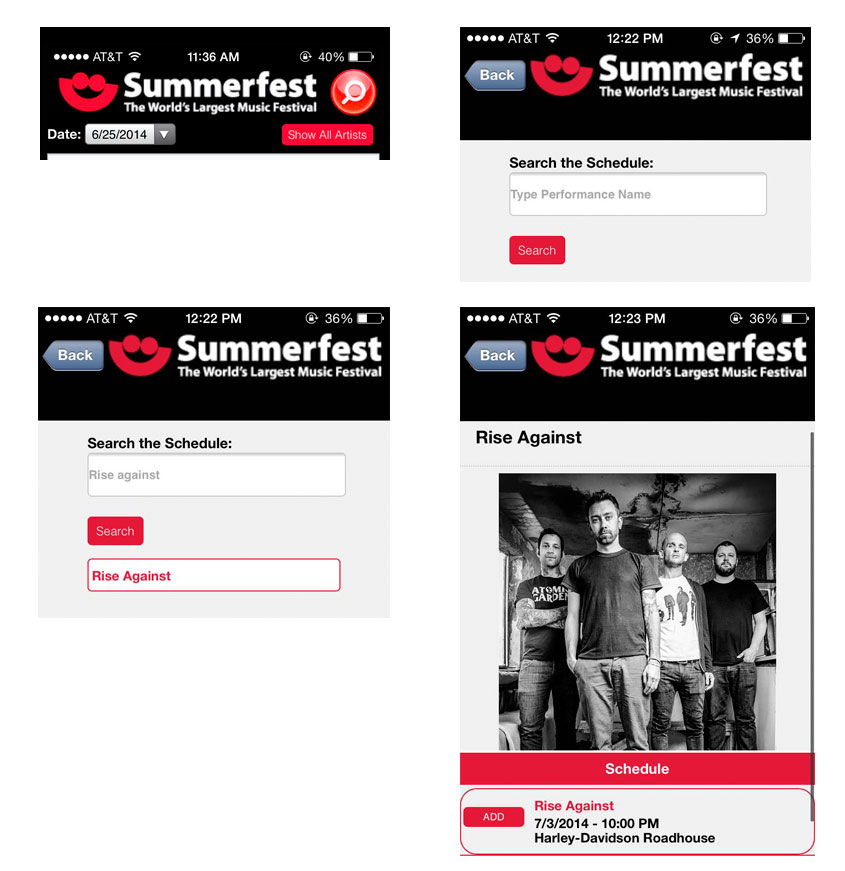 AT&T 11:36 AM 40%
Summerfest
The World's Largest Music Festival
Date: 6/25/2014 Show All Artists
AT&T 12:22 PM 36%
Back Summerfest
The World's Largest Music Festival
Search the Schedule:
Type Performance Name
Search
AT&T 12:22 PM 36%
Back Summerfest
The World's Largest Music Festival
Search the Schedule:
Rise against
Search
Rise Against
AT&T 12:23 PM 36%
Back Summerfest
The World's Largest Music Festival
Rise Against
ATOMIC
GARDEN
Schedule
Rise Against
ADD 7/3/2014 - 10:00 PM
Harley-Davidson Roadhouse